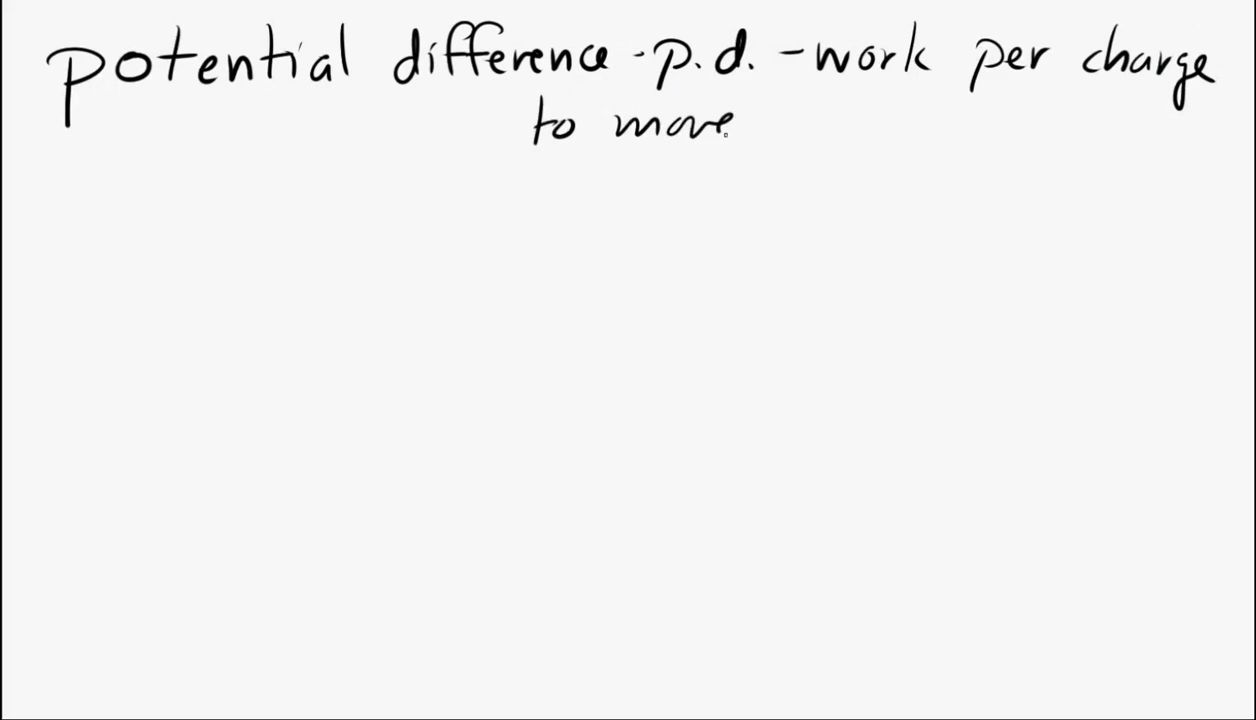 potential difference - p.d. - work per charge
to move